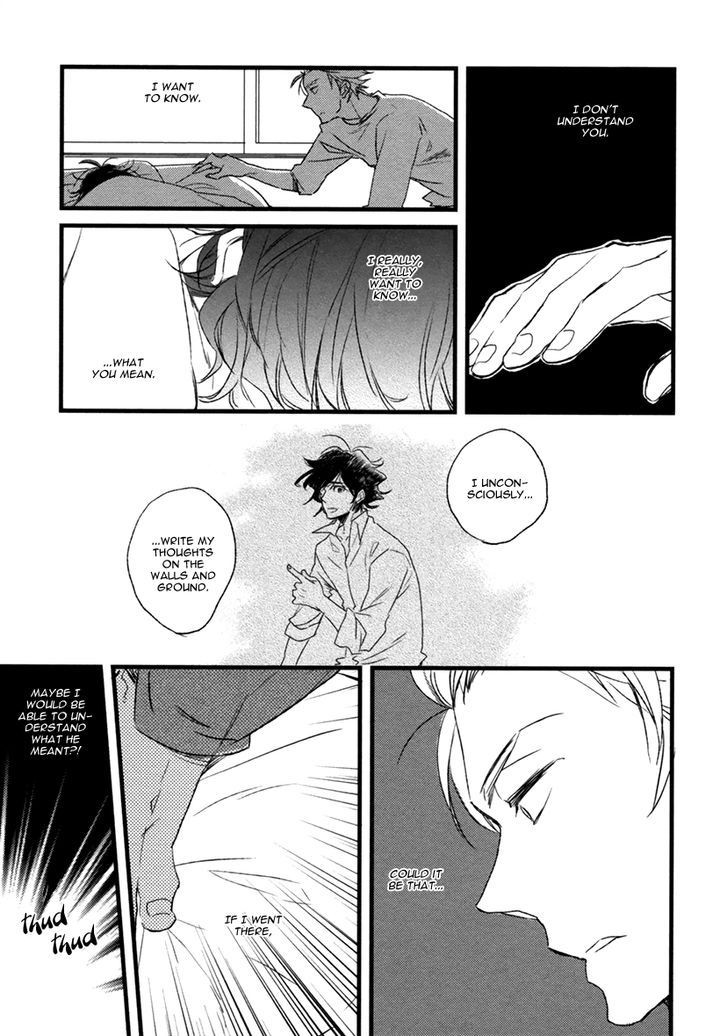 I DON'T
UNDERSTAND
YOU.
I WANT
TO KNOW.
I REALLY,
REALLY
WANT TO
KNOW...
...WHAT
YOU MEAN.
I UNCON-
SCIOUSLY...
...WRITE MY
THOUGHTS
ON THE
WALLS AND
GROUND.
COULD IT
BE THAT...
IF I WENT
THERE,
MAYBE I
WOULD BE
ABLE TO UN-
DERSTAND
WHAT HE
MEANT?!
thud
thud